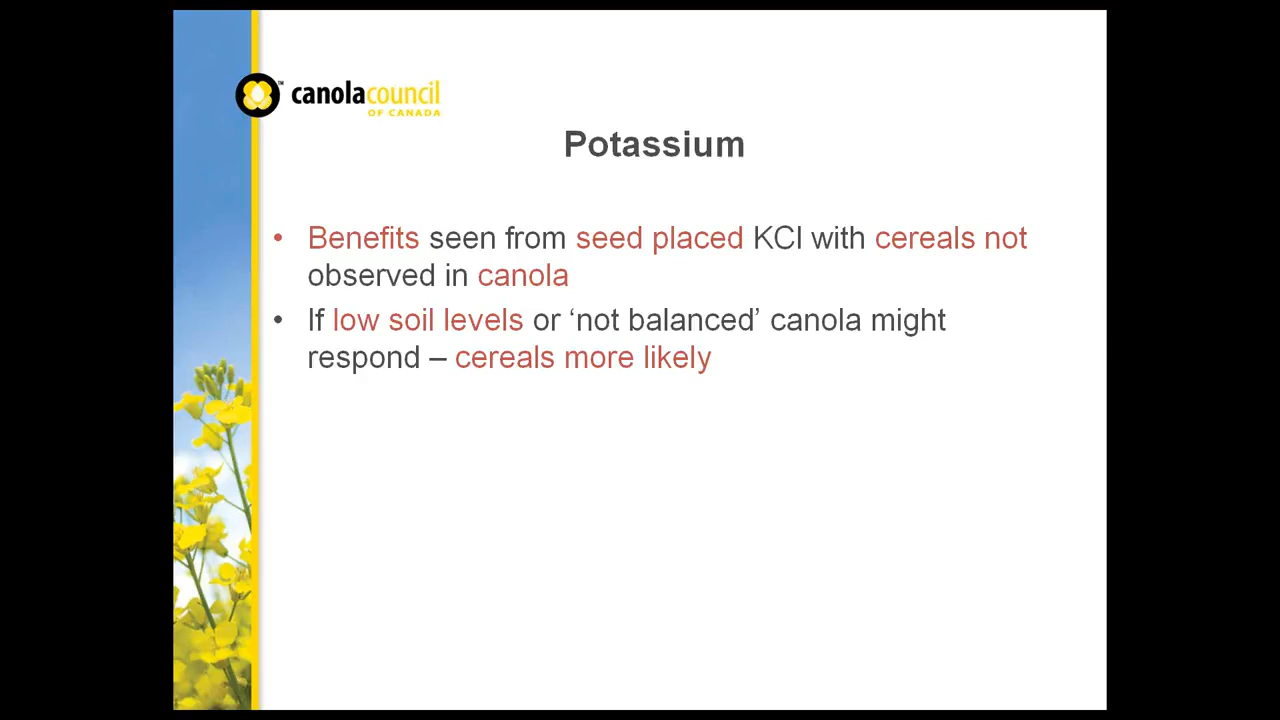 canolacouncil
OF CANADA
Potassium
• Benefits seen from seed placed KCl with cereals not
observed in canola
• If low soil levels or ‘not balanced’ canola might
respond – cereals more likely